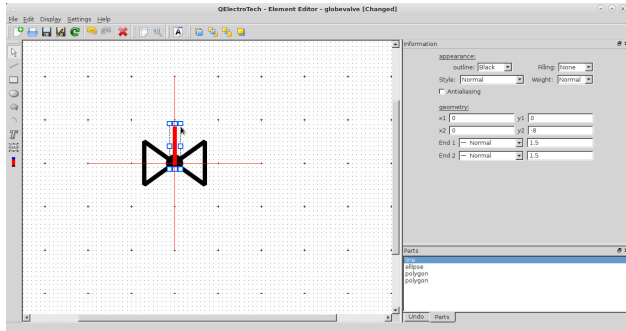 QElectroTech - Element Editor - globevalve [Changed]
File Edit Display Settings Help
Information
appearance:
outline: Black Filing: None
Style: Normal Weight: Normal
Antialiasing
geometry:
x1 0 y1 0
x2 0 y2 -8
End 1 Normal 1.5
End 2 Normal 1.5
Parts
line
ellipse
polygon
polygon
Undo Parts